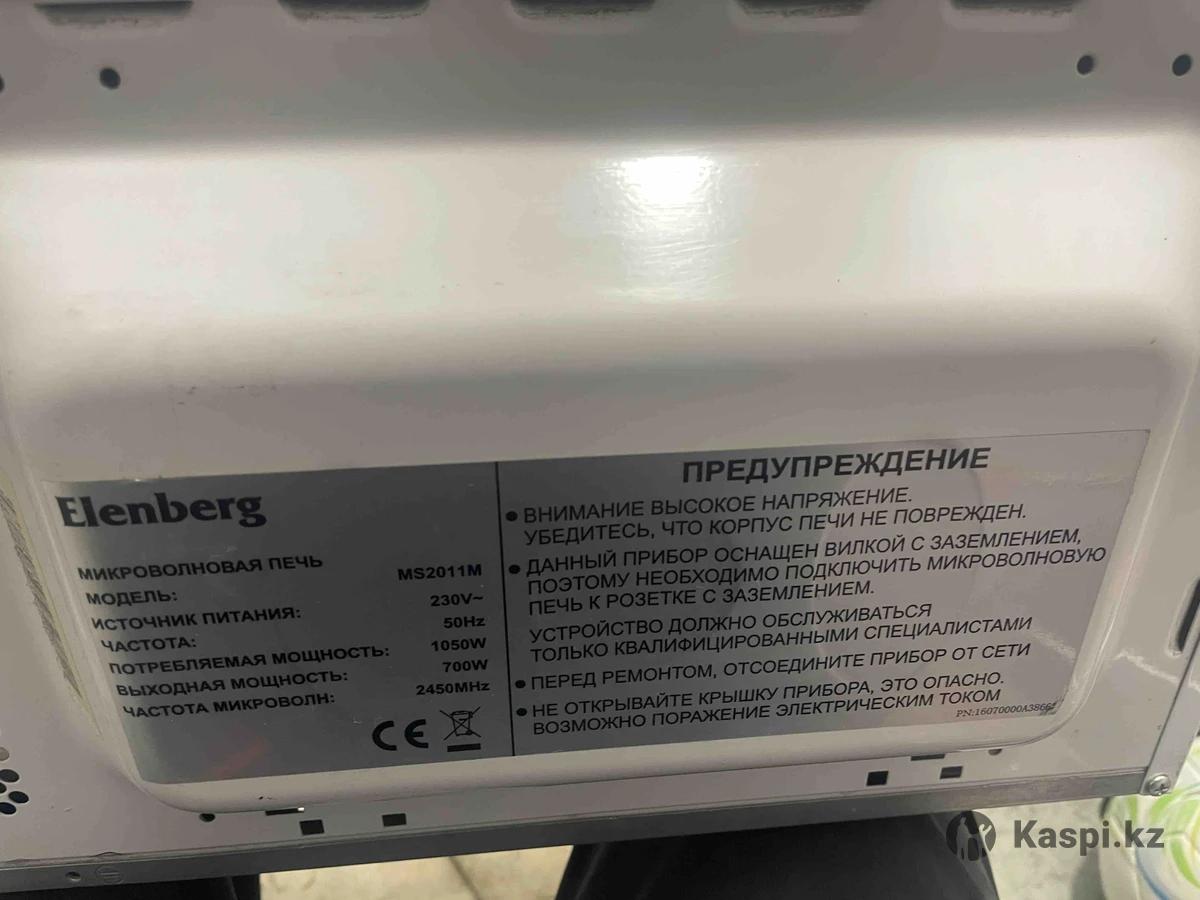 Elenberg
МИКРОВОЛНОВАЯ ПЕЧЬ
МОДЕЛЬ: MS2011M
ИСТОЧНИК ПИТАНИЯ: 230V~
ЧАСТОТА: 50Hz
ПОТРЕБЛЯЕМАЯ МОЩНОСТЬ: 1050W
ВЫХОДНАЯ МОЩНОСТЬ: 700W
ЧАСТОТА МИКРОВОЛН: 2450MHz
CE
ПРЕДУПРЕЖДЕНИЕ
• ВНИМАНИЕ ВЫСОКОЕ НАПРЯЖЕНИЕ.
УБЕДИТЕСЬ, ЧТО КОРПУС ПЕЧИ НЕ ПОВРЕЖДЕН.
• ДАННЫЙ ПРИБОР ОСНАЩЕН ВИЛКОЙ С ЗАЗЕМЛЕНИЕМ,
ПОЭТОМУ НЕОБХОДИМО ПОДКЛЮЧИТЬ МИКРОВОЛНОВУЮ
ПЕЧЬ К РОЗЕТКЕ С ЗАЗЕМЛЕНИЕМ.
УСТРОЙСТВО ДОЛЖНО ОБСЛУЖИВАТЬСЯ
ТОЛЬКО КВАЛИФИЦИРОВАННЫМИ СПЕЦИАЛИСТАМИ
• ПЕРЕД РЕМОНТОМ, ОТСОЕДИНИТЕ ПРИБОР ОТ СЕТИ
• НЕ ОТКРЫВАЙТЕ КРЫШКУ ПРИБОРА, ЭТО ОПАСНО.
ВОЗМОЖНО ПОРАЖЕНИЕ ЭЛЕКТРИЧЕСКИМ ТОКОМ
Kaspi.kz